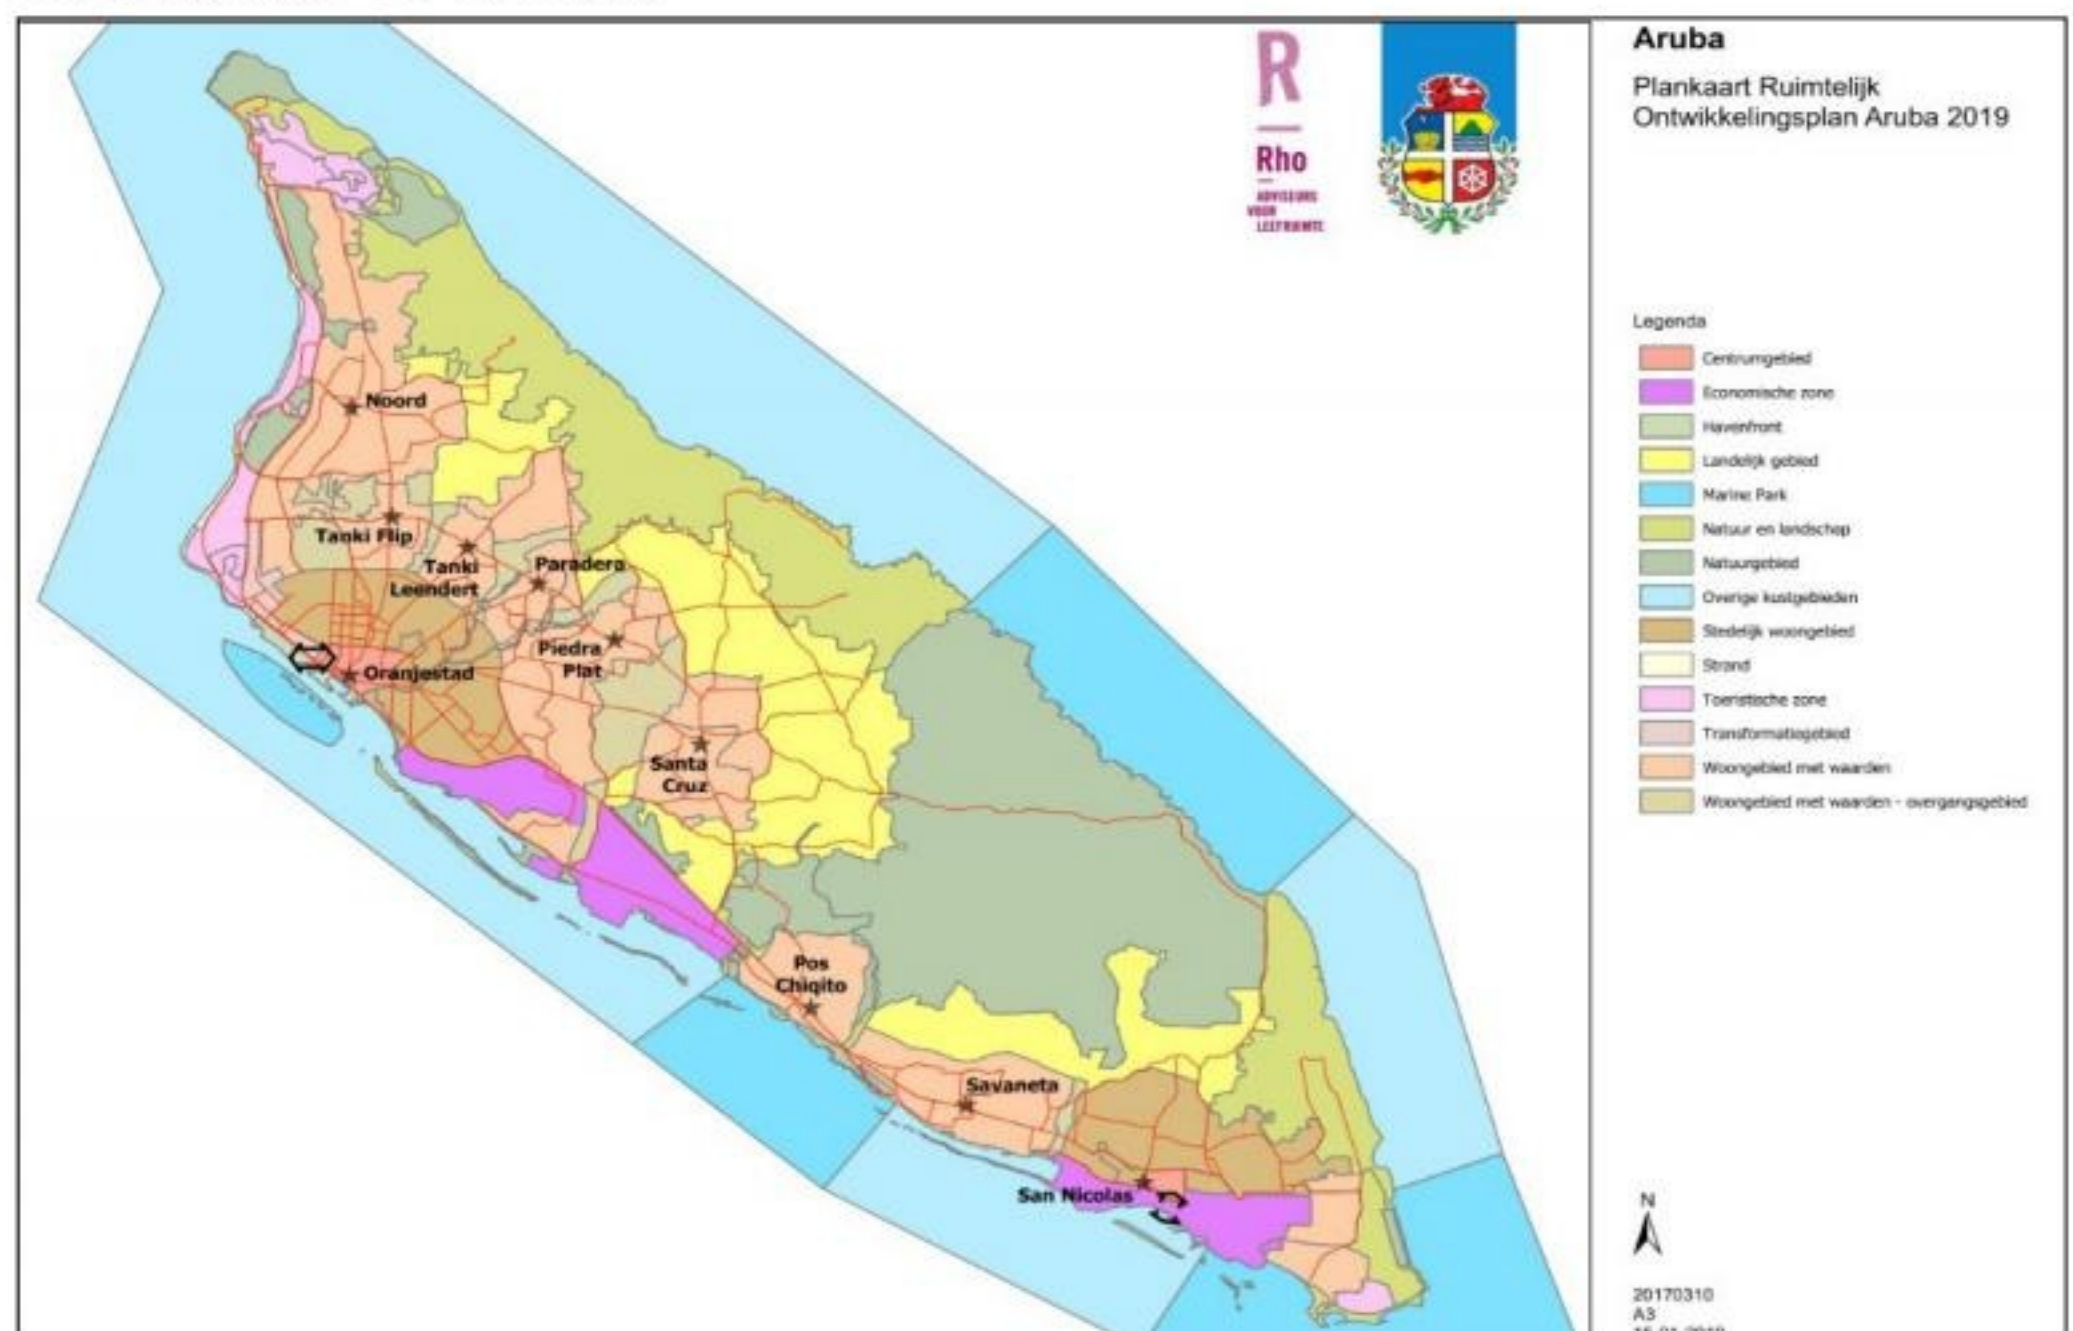 Aruba
Plankaart Ruimtelijk
Ontwikkelingsplan Aruba 2019
R
Rho
ADVISEURS
VOOR
LEEFRUIMTE
Legenda
Centrumgebied
Economische zone
Havenfront
Landelijk gebied
Marine Park
Natuur en landschap
Natuurgebied
Overige kustgebieden
Stedelijk woongebied
Strand
Toeristische zone
Transformatiegebied
Woongebied met waarden
Woongebied met waarden - overgangsgebied
Noord
Tanki Flip
Tanki
Leendert
Paradera
Piedra
Plat
Oranjestad
Santa
Cruz
Pos
Chiqito
Savaneta
San Nicolas
N
20170310
A3